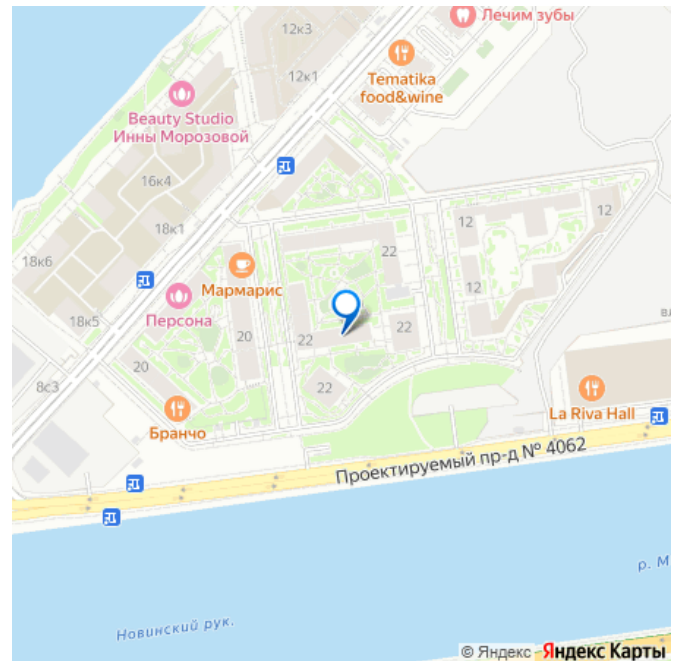 Лечим зубы
12к3
12к1
Tematika
food&wine
Beauty Studio
Инны Морозовой
16к4
18к1
18к6
12
12
22
12
Мармарис
Персона
18к5
20
22
22
20
8с3
22
вл
La Riva Hall
Бранчо
Проектируемый пр-д № 4062
р. М
Новинский рук.
© Яндекс Яндекс Карты